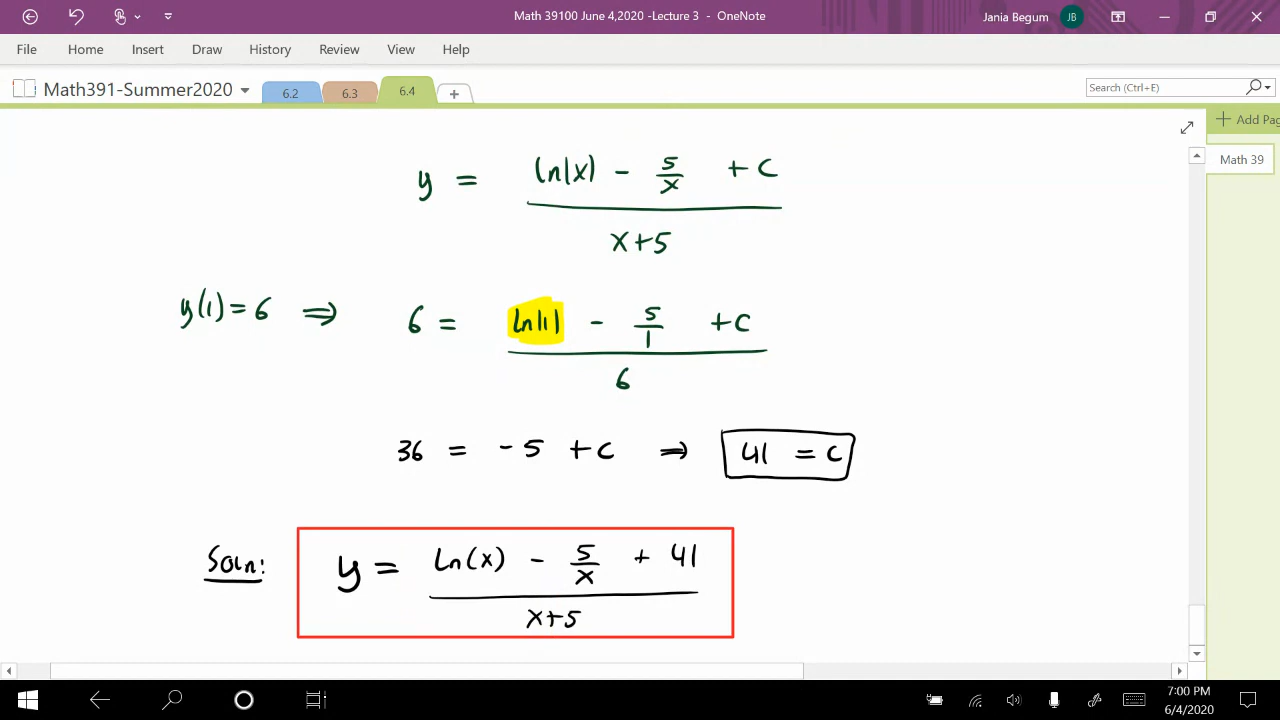 Math 39100 June 4,2020 -Lecture 3 - OneNote
Jania Begum JB
File Home Insert Draw History Review View Help
Math391-Summer2020 6.2 6.3 6.4
Search (Ctrl+E)
Add Pag
Math 39
y = (ln|x| - 5/x + C)/(x+5)
y(1)=6 ⇒ 6 = (ln|1| - 5/1 + C)/6
36 = -5 + C ⇒ 41 = C
Soln: y = (ln(x) - 5/x + 41)/(x+5)
7:00 PM
6/4/2020